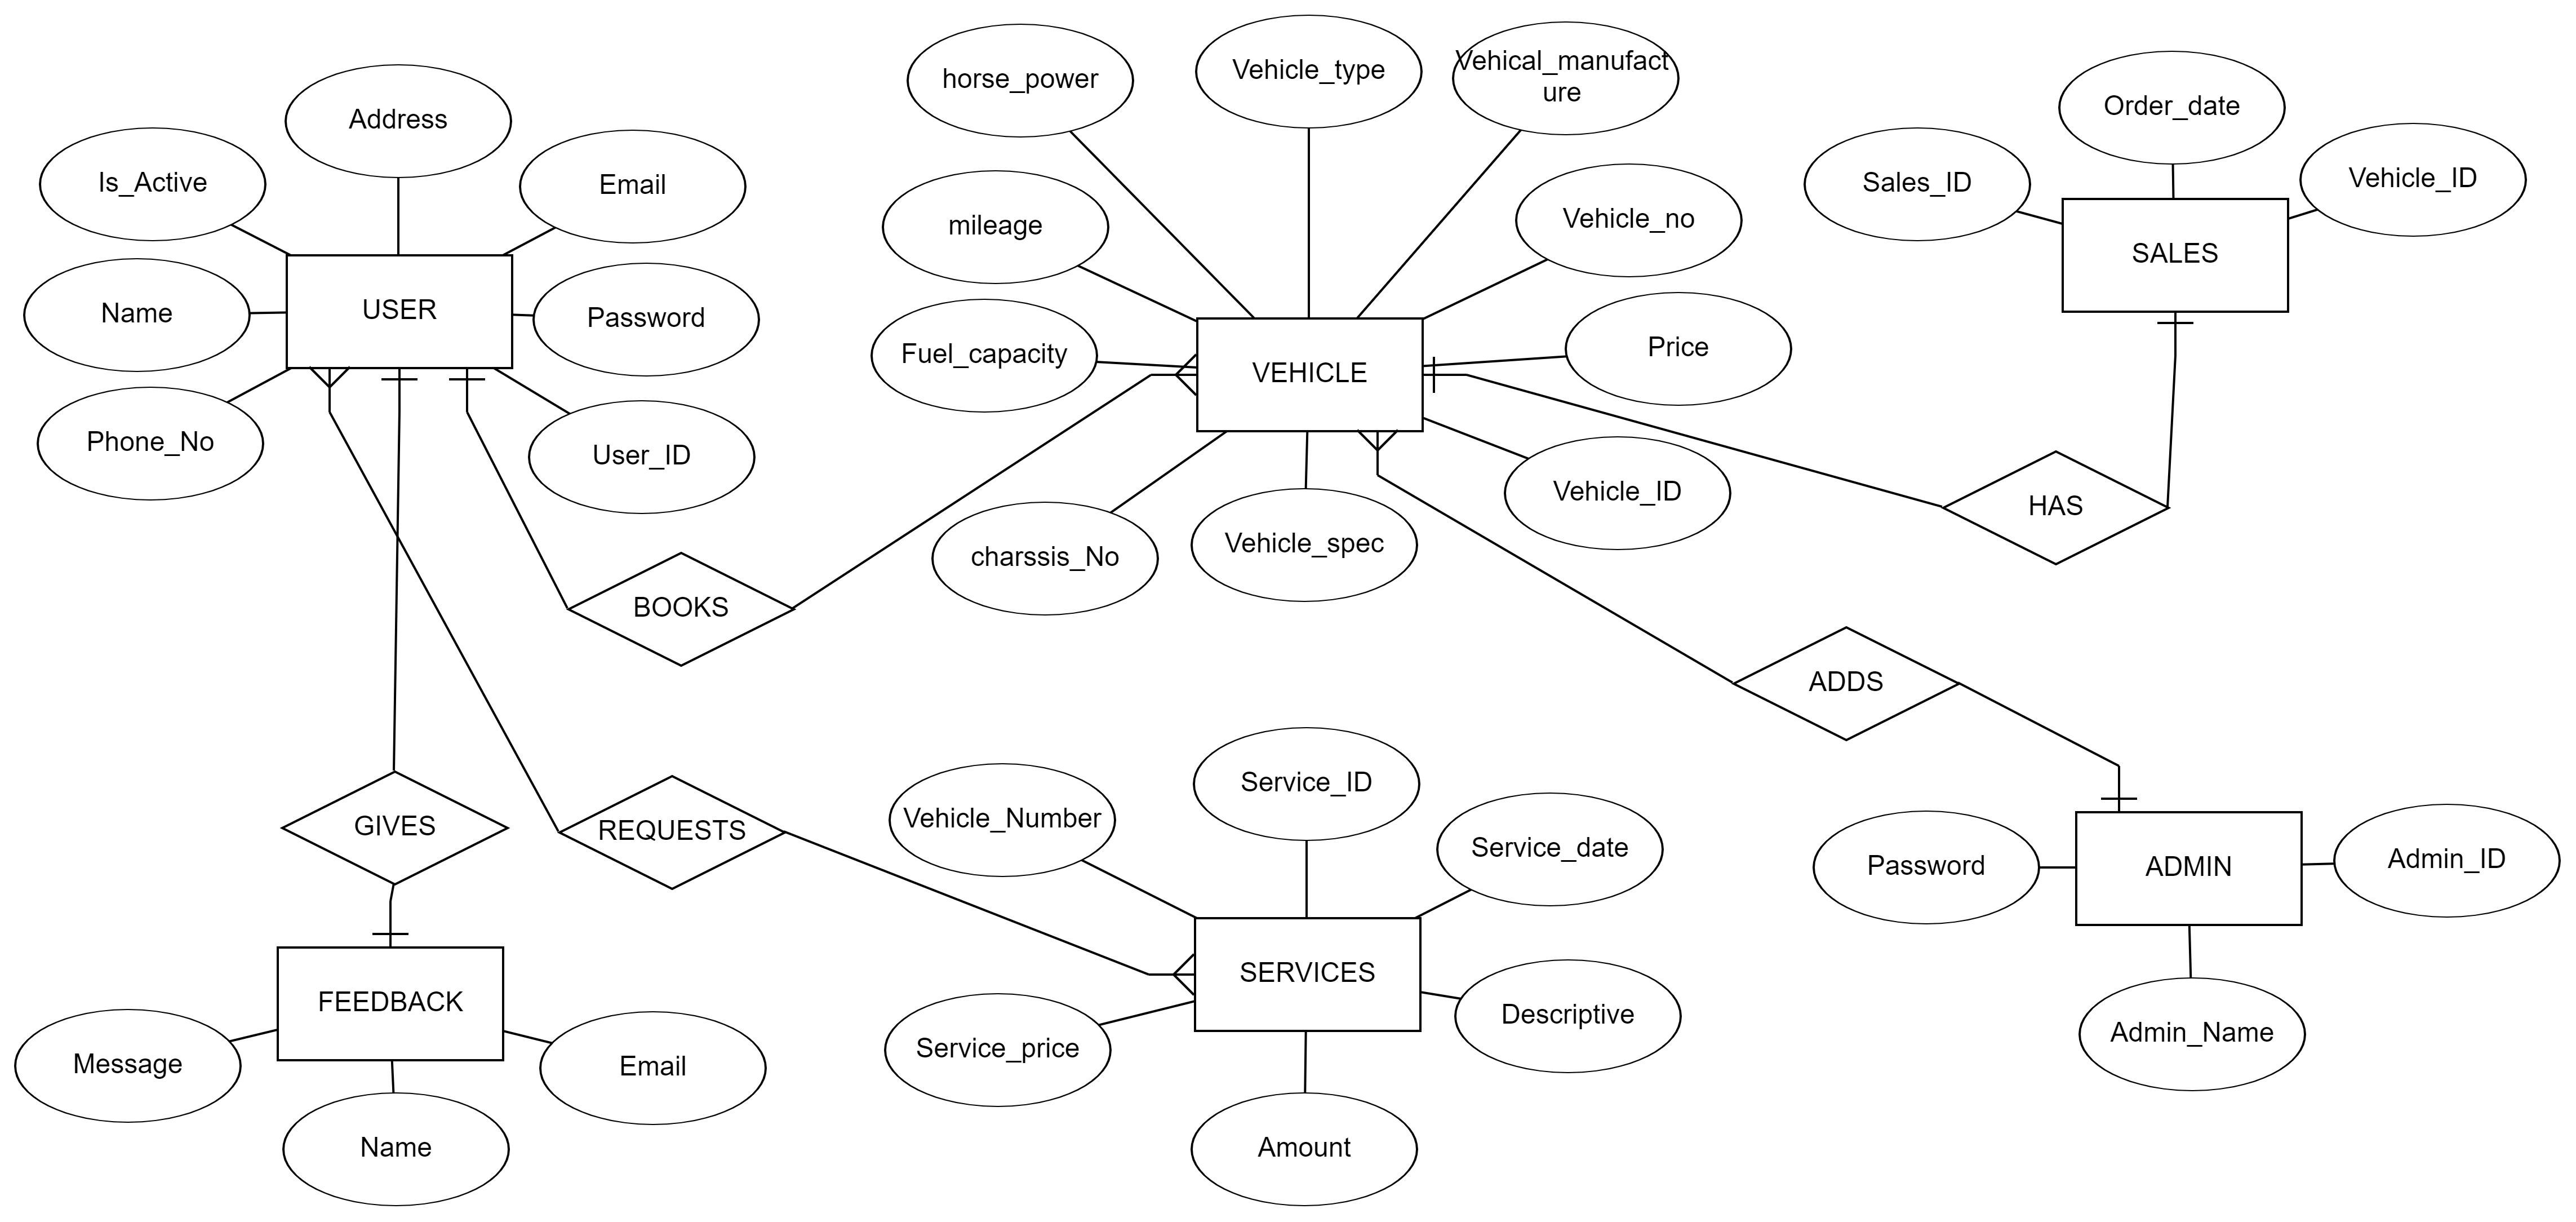 horse_power
Vehicle_type
Vehical_manufact
ure
Order_date
Address
Is_Active
Email
Sales_ID
Vehicle_ID
mileage
Vehicle_no
SALES
Name
USER
Password
Fuel_capacity
VEHICLE
Price
Phone_No
User_ID
Vehicle_ID
HAS
charssis_No
Vehicle_spec
BOOKS
ADDS
Service_ID
Vehicle_Number
GIVES
REQUESTS
Service_date
Password
ADMIN
Admin_ID
FEEDBACK
SERVICES
Descriptive
Message
Email
Service_price
Admin_Name
Name
Amount